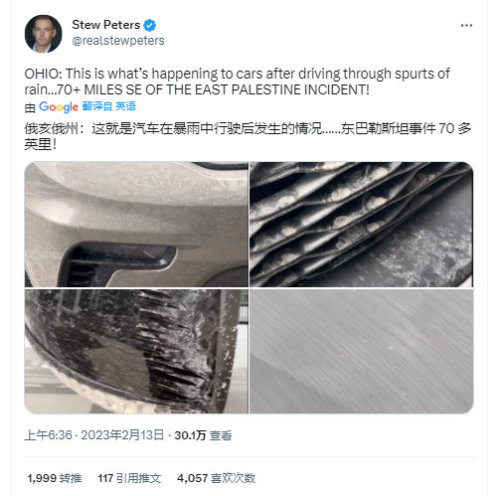 Stew Peters
@realstewpeters
OHIO: This is what's happening to cars after driving through spurts of
rain...70+ MILES SE OF THE EAST PALESTINE INCIDENT!
由 Google 翻译自 英语
俄亥俄州：这就是汽车在暴雨中行驶后发生的情况......东巴勒斯坦事件 70 多
英里！
上午6:36 · 2023年2月13日 · 30.1万 查看
1,999 转推 117 引用推文 4,057 喜欢次数